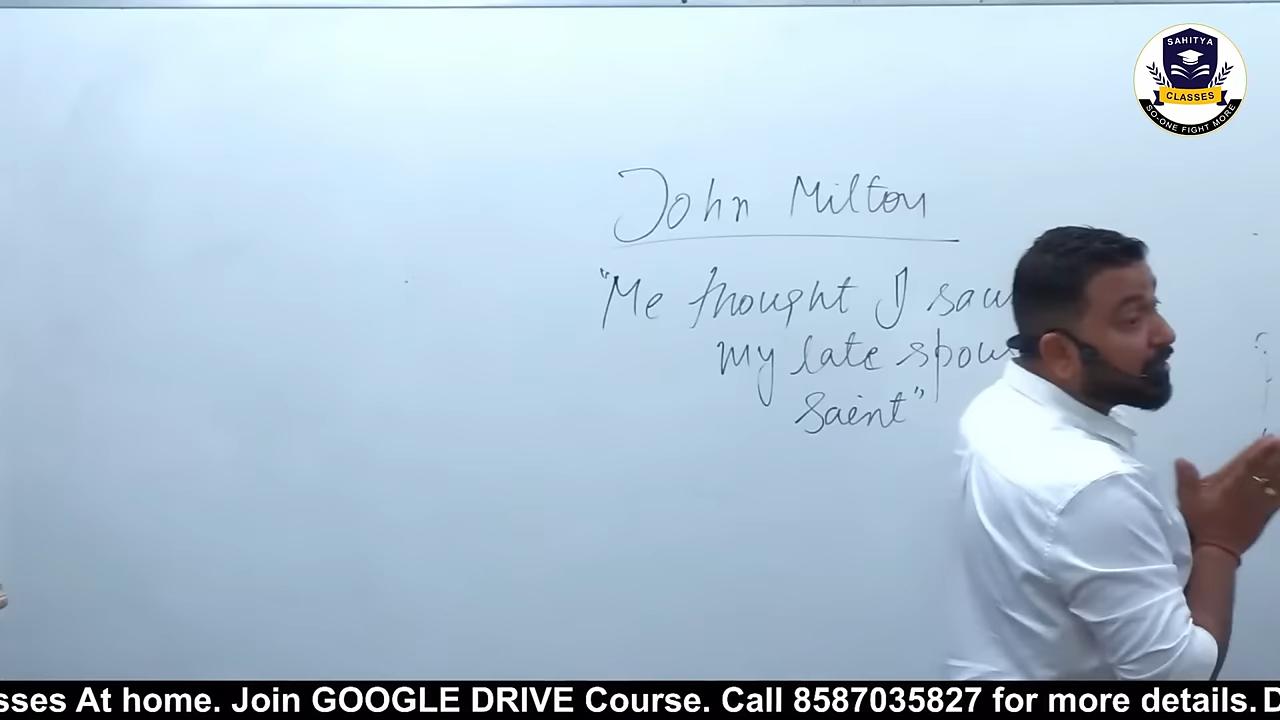 SAHITYA
CLASSES
SO-ONE FIGHT MORE
John Milton
"Me thought I saw
my late
saint"
sses At home. Join GOOGLE DRIVE Course. Call 8587035827 for more details. D